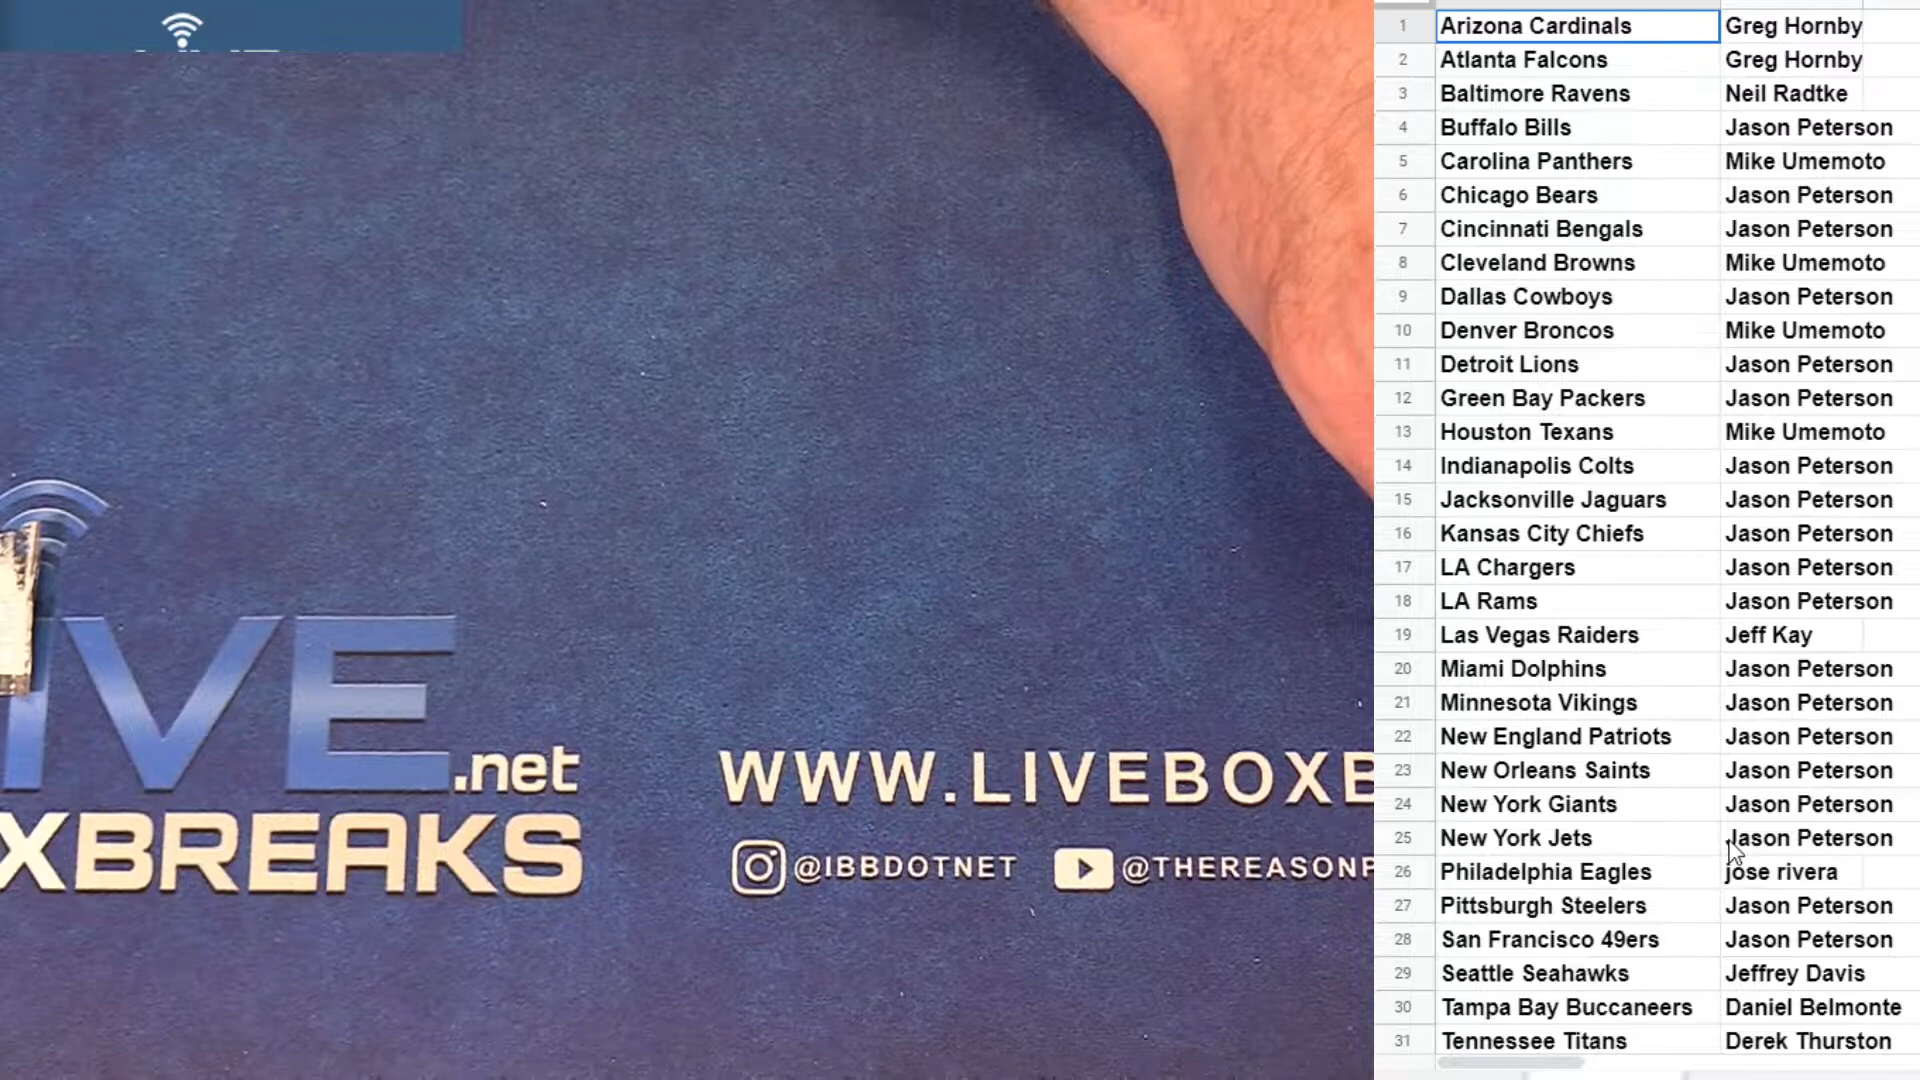 IVE
.net
XBREAKS
WWW.LIVEBOXB
@IBBDOTNET
@THEREASONP
1 Arizona Cardinals Greg Hornby
2 Atlanta Falcons Greg Hornby
3 Baltimore Ravens Neil Radtke
4 Buffalo Bills Jason Peterson
5 Carolina Panthers Mike Umemoto
6 Chicago Bears Jason Peterson
7 Cincinnati Bengals Jason Peterson
8 Cleveland Browns Mike Umemoto
9 Dallas Cowboys Jason Peterson
10 Denver Broncos Mike Umemoto
11 Detroit Lions Jason Peterson
12 Green Bay Packers Jason Peterson
13 Houston Texans Mike Umemoto
14 Indianapolis Colts Jason Peterson
15 Jacksonville Jaguars Jason Peterson
16 Kansas City Chiefs Jason Peterson
17 LA Chargers Jason Peterson
18 LA Rams Jason Peterson
19 Las Vegas Raiders Jeff Kay
20 Miami Dolphins Jason Peterson
21 Minnesota Vikings Jason Peterson
22 New England Patriots Jason Peterson
23 New Orleans Saints Jason Peterson
24 New York Giants Jason Peterson
25 New York Jets Jason Peterson
26 Philadelphia Eagles jose rivera
27 Pittsburgh Steelers Jason Peterson
28 San Francisco 49ers Jason Peterson
29 Seattle Seahawks Jeffrey Davis
30 Tampa Bay Buccaneers Daniel Belmonte
31 Tennessee Titans Derek Thurston